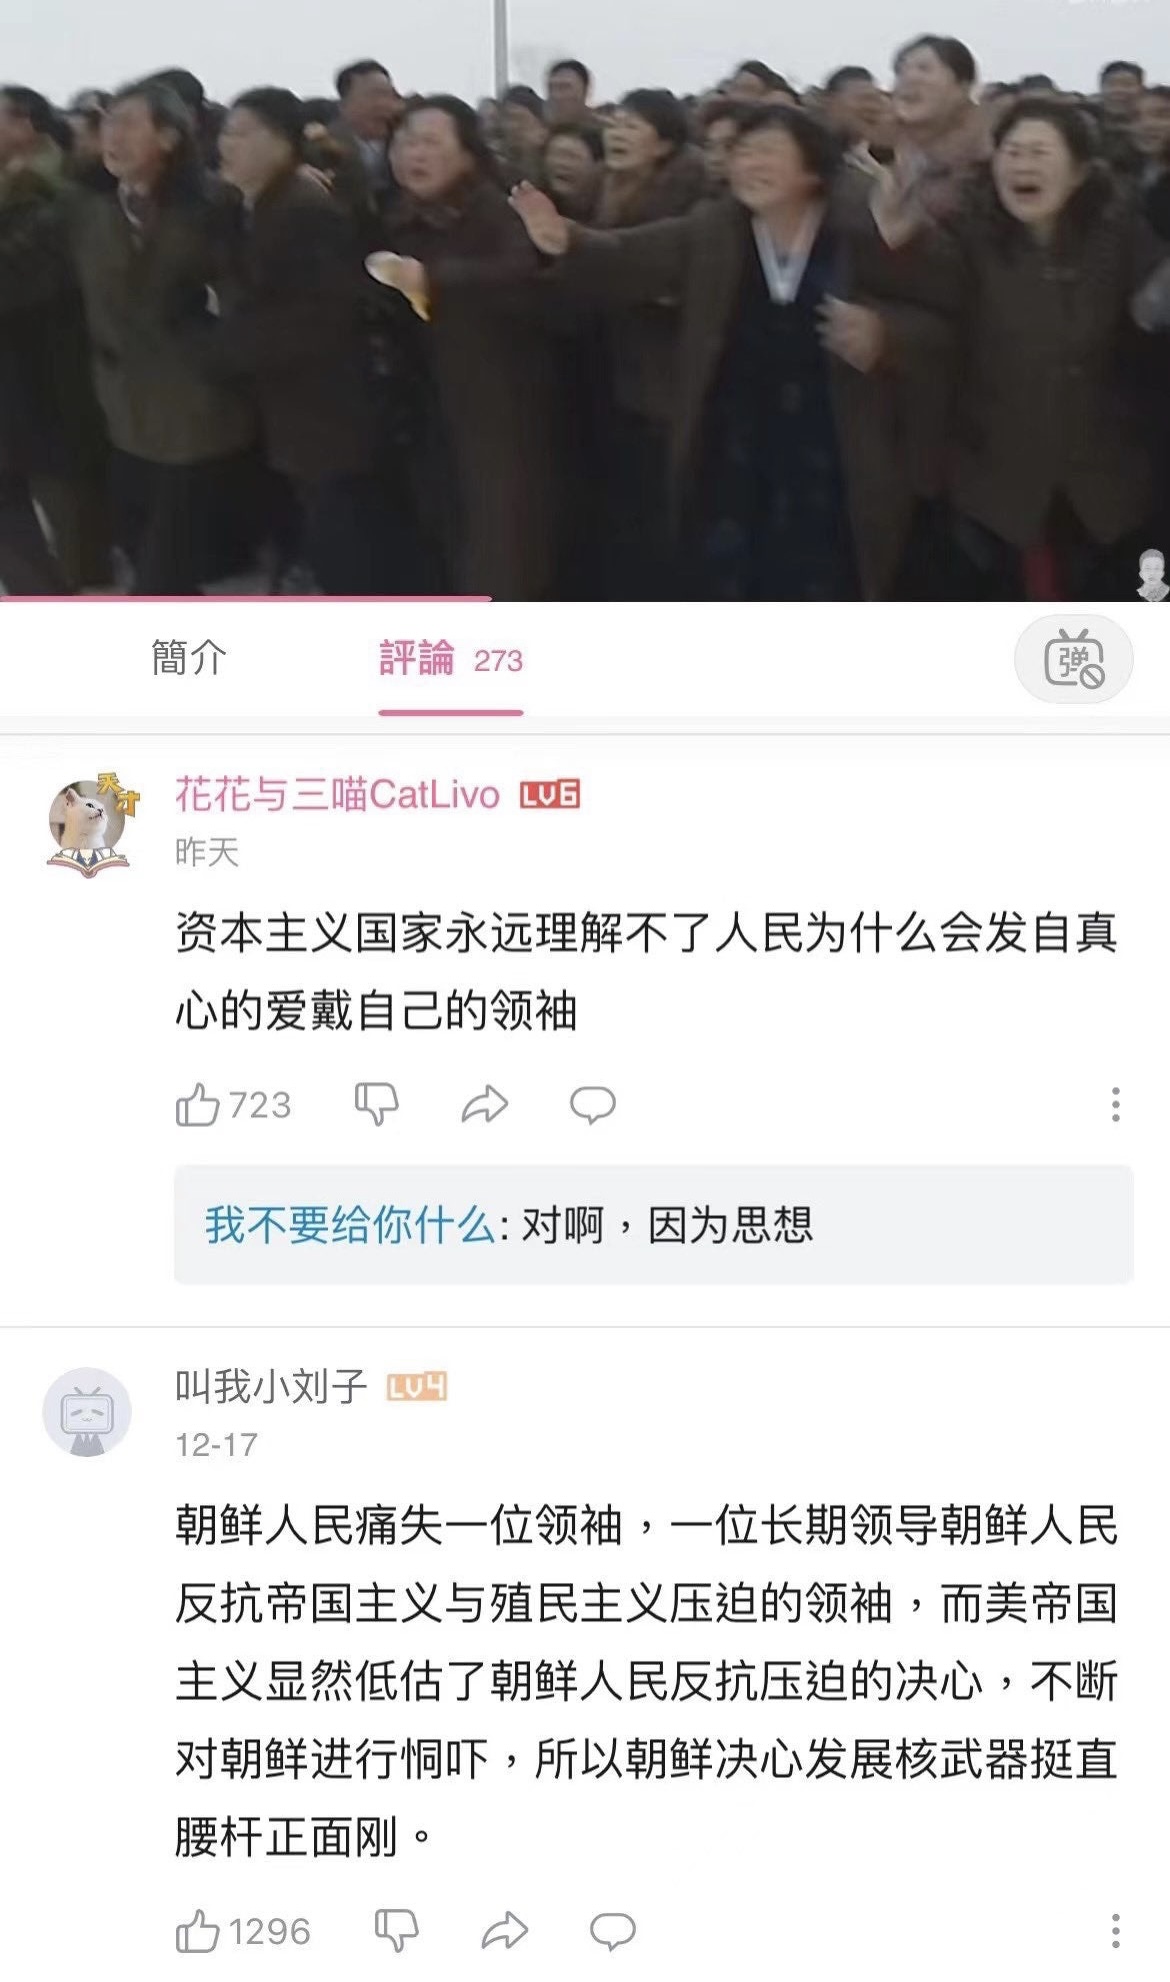 簡介
評論 273
弹
天才
花花与三喵CatLivo LV6
昨天
资本主义国家永远理解不了人民为什么会发自真
心的爱戴自己的领袖
723
我不要给你什么: 对啊，因为思想
叫我小刘子 LV4
12-17
朝鲜人民痛失一位领袖，一位长期领导朝鲜人民
反抗帝国主义与殖民主义压迫的领袖，而美帝国
主义显然低估了朝鲜人民反抗压迫的决心，不断
对朝鲜进行恫吓，所以朝鲜决心发展核武器挺直
腰杆正面刚。
1296